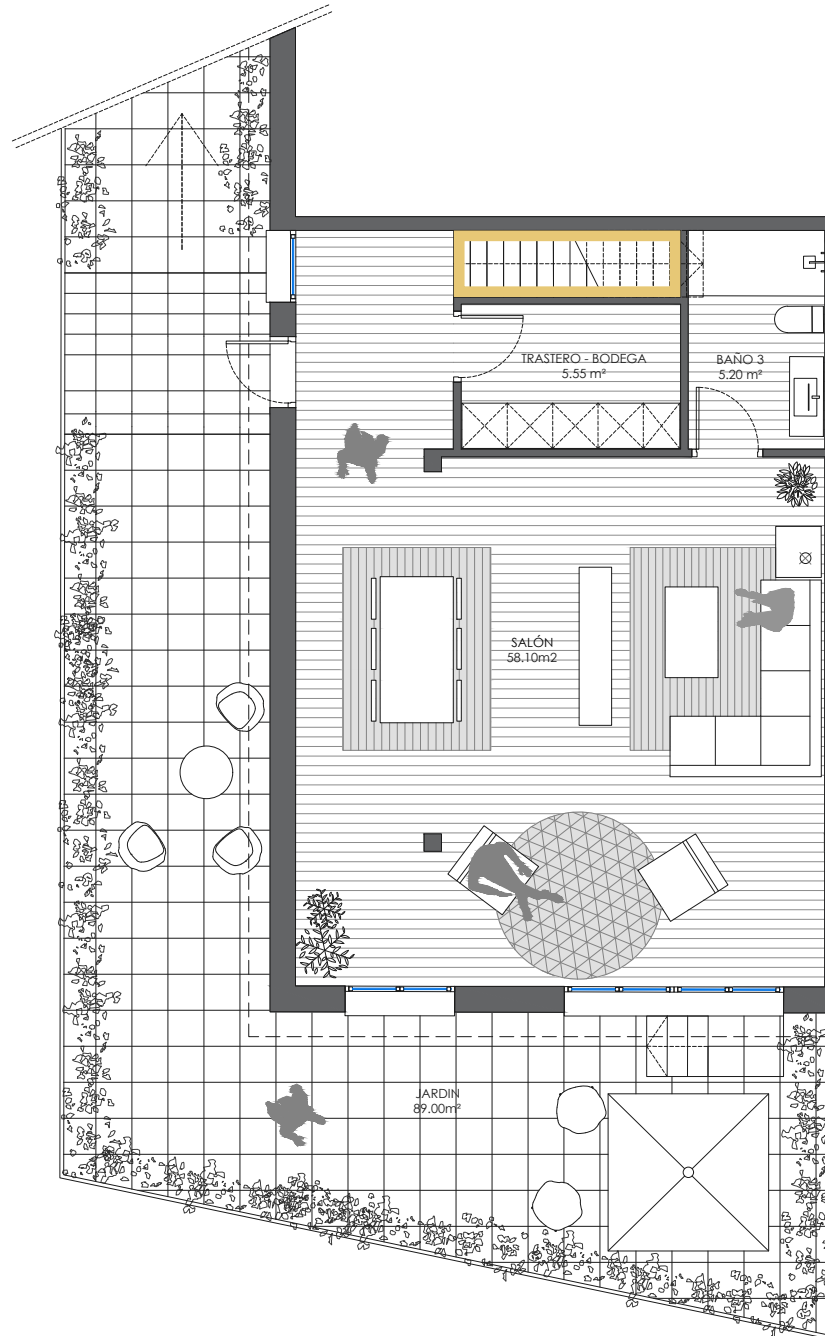 TRASTERO - BODEGA
5.55 m²
BAÑO 3
5.20 m²
SALÓN
58.10m2
JARDIN
89.00m²